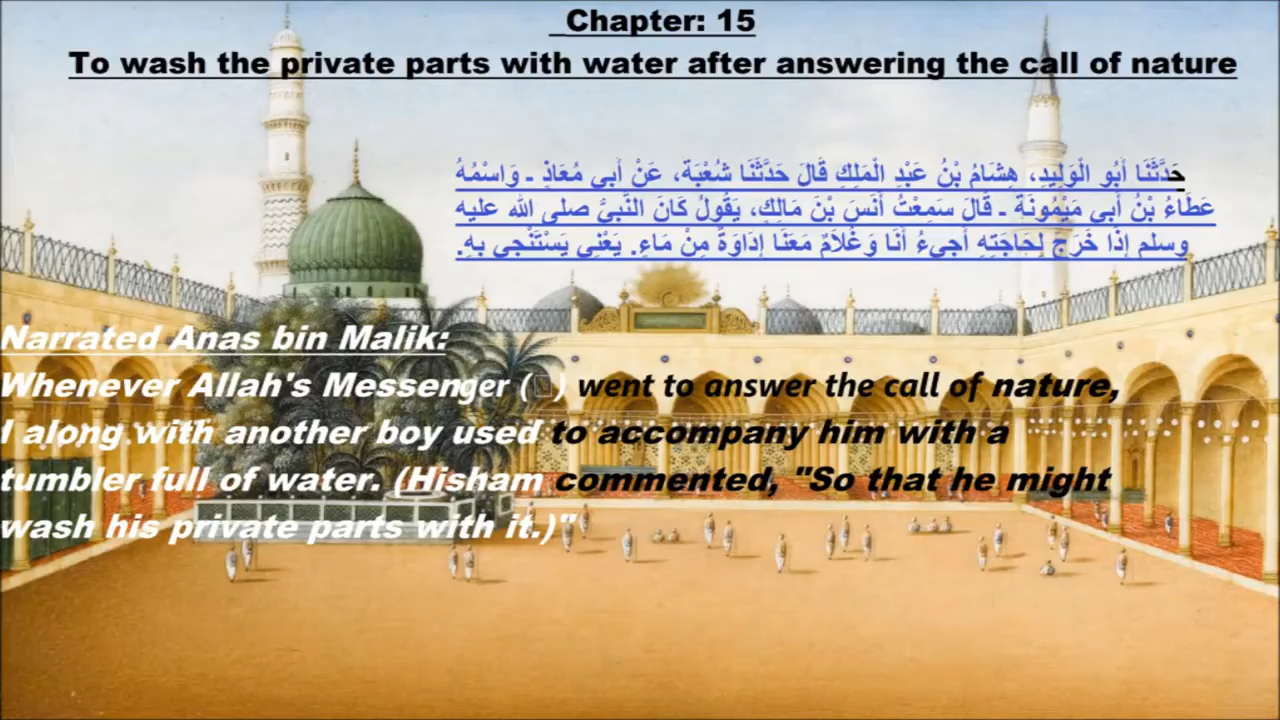 Chapter: 15
To wash the private parts with water after answering the call of nature
حَدَّثَنَا أَبُو الْوَلِيدِ، هِشَامُ بْنُ عَبْدِ الْمَلِكِ قَالَ حَدَّثَنَا شُعْبَةُ، عَنْ أَبِي مُعَاذٍ ـ وَاسْمُهُ
عَطَاءُ بْنُ أَبِي مَيْمُونَةَ ـ قَالَ سَمِعْتُ أَنَسَ بْنَ مَالِكٍ، يَقُولُ كَانَ النَّبِيُّ صلى الله عليه
وسلم إِذَا خَرَجَ لِحَاجَتِهِ أَجِيءُ أَنَا وَغُلاَمٌ مَعَنَا إِدَاوَةٌ مِنْ مَاءٍ. يَعْنِي يَسْتَنْجِي بِهِ.
Narrated Anas bin Malik:
Whenever Allah's Messenger () went to answer the call of nature,
I along with another boy used to accompany him with a
tumbler full of water. (Hisham commented, "So that he might
wash his private parts with it.)"